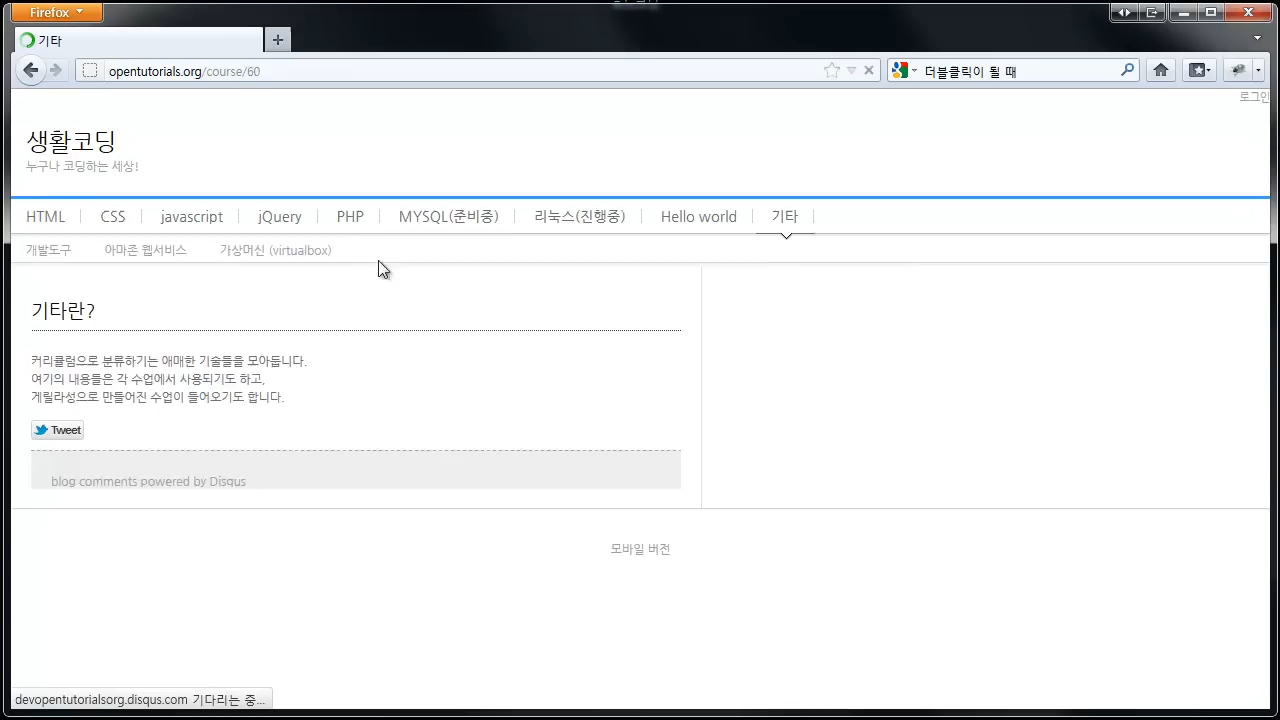 Firefox
기타
opentutorials.org/course/60
더블클릭이 될 때
로그인
생활코딩
누구나 코딩하는 세상!
HTML CSS javascript jQuery PHP MYSQL(준비중) 리눅스(진행중) Hello world 기타
개발도구 아마존 웹서비스 가상머신 (virtualbox)
기타란?
커리큘럼으로 분류하기는 애매한 기술들을 모아둡니다.
여기의 내용들은 각 수업에서 사용되기도 하고,
게릴라성으로 만들어진 수업이 들어오기도 합니다.
Tweet
blog comments powered by Disqus
모바일 버전
devopentutorialsorg.disqus.com 기다리는 중...